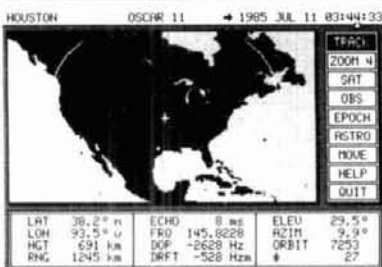 HOUSTON OSCAR 11 → 1985 JUL 11 03:44:33
TRACK
ZOOM 4
SAT
OBS
EPOCH
ASTRO
MOVE
HELP
QUIT
LAT 38.2° n ECHO 8 ms ELEV 29.5°
LON 93.5° w FRQ 145.8228 AZIM 9.9°
HGT 691 km DOP -2628 Hz ORBIT 7253
RNG 1245 km DRFT -528 Hzm ϕ 27